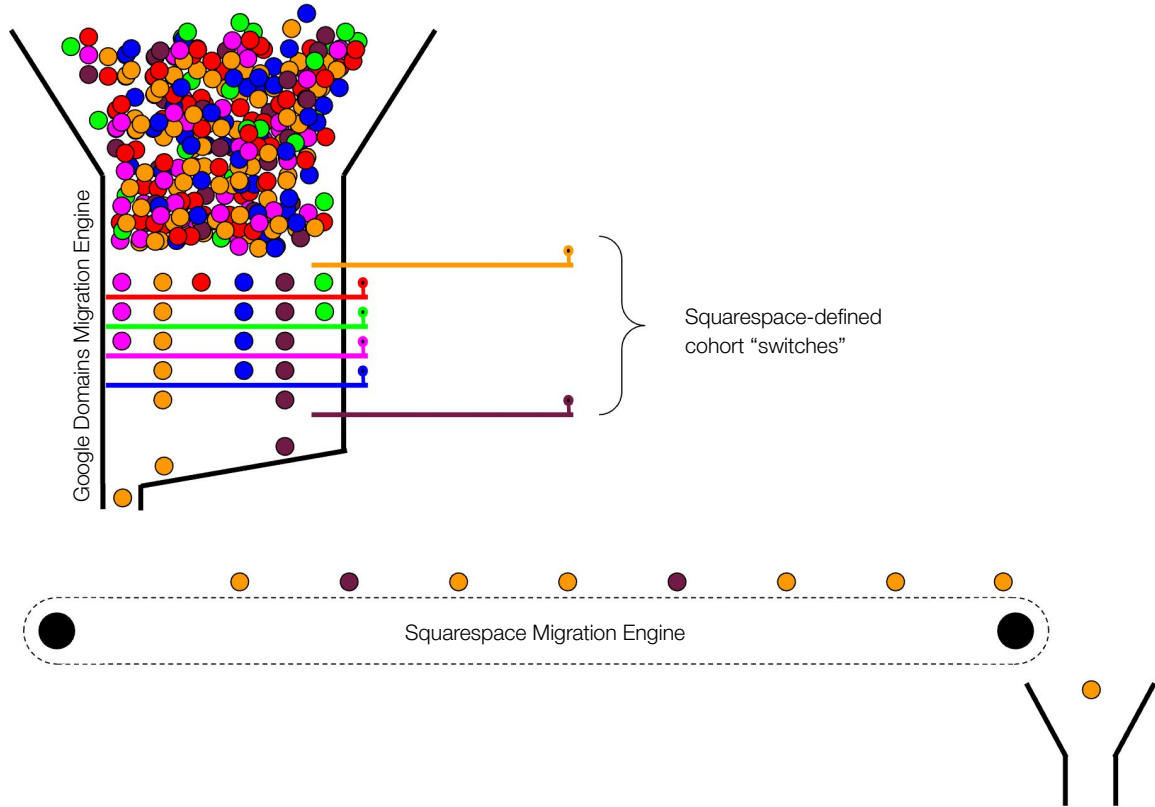 Google Domains Migration Engine
Squarespace-defined
cohort “switches”
Squarespace Migration Engine